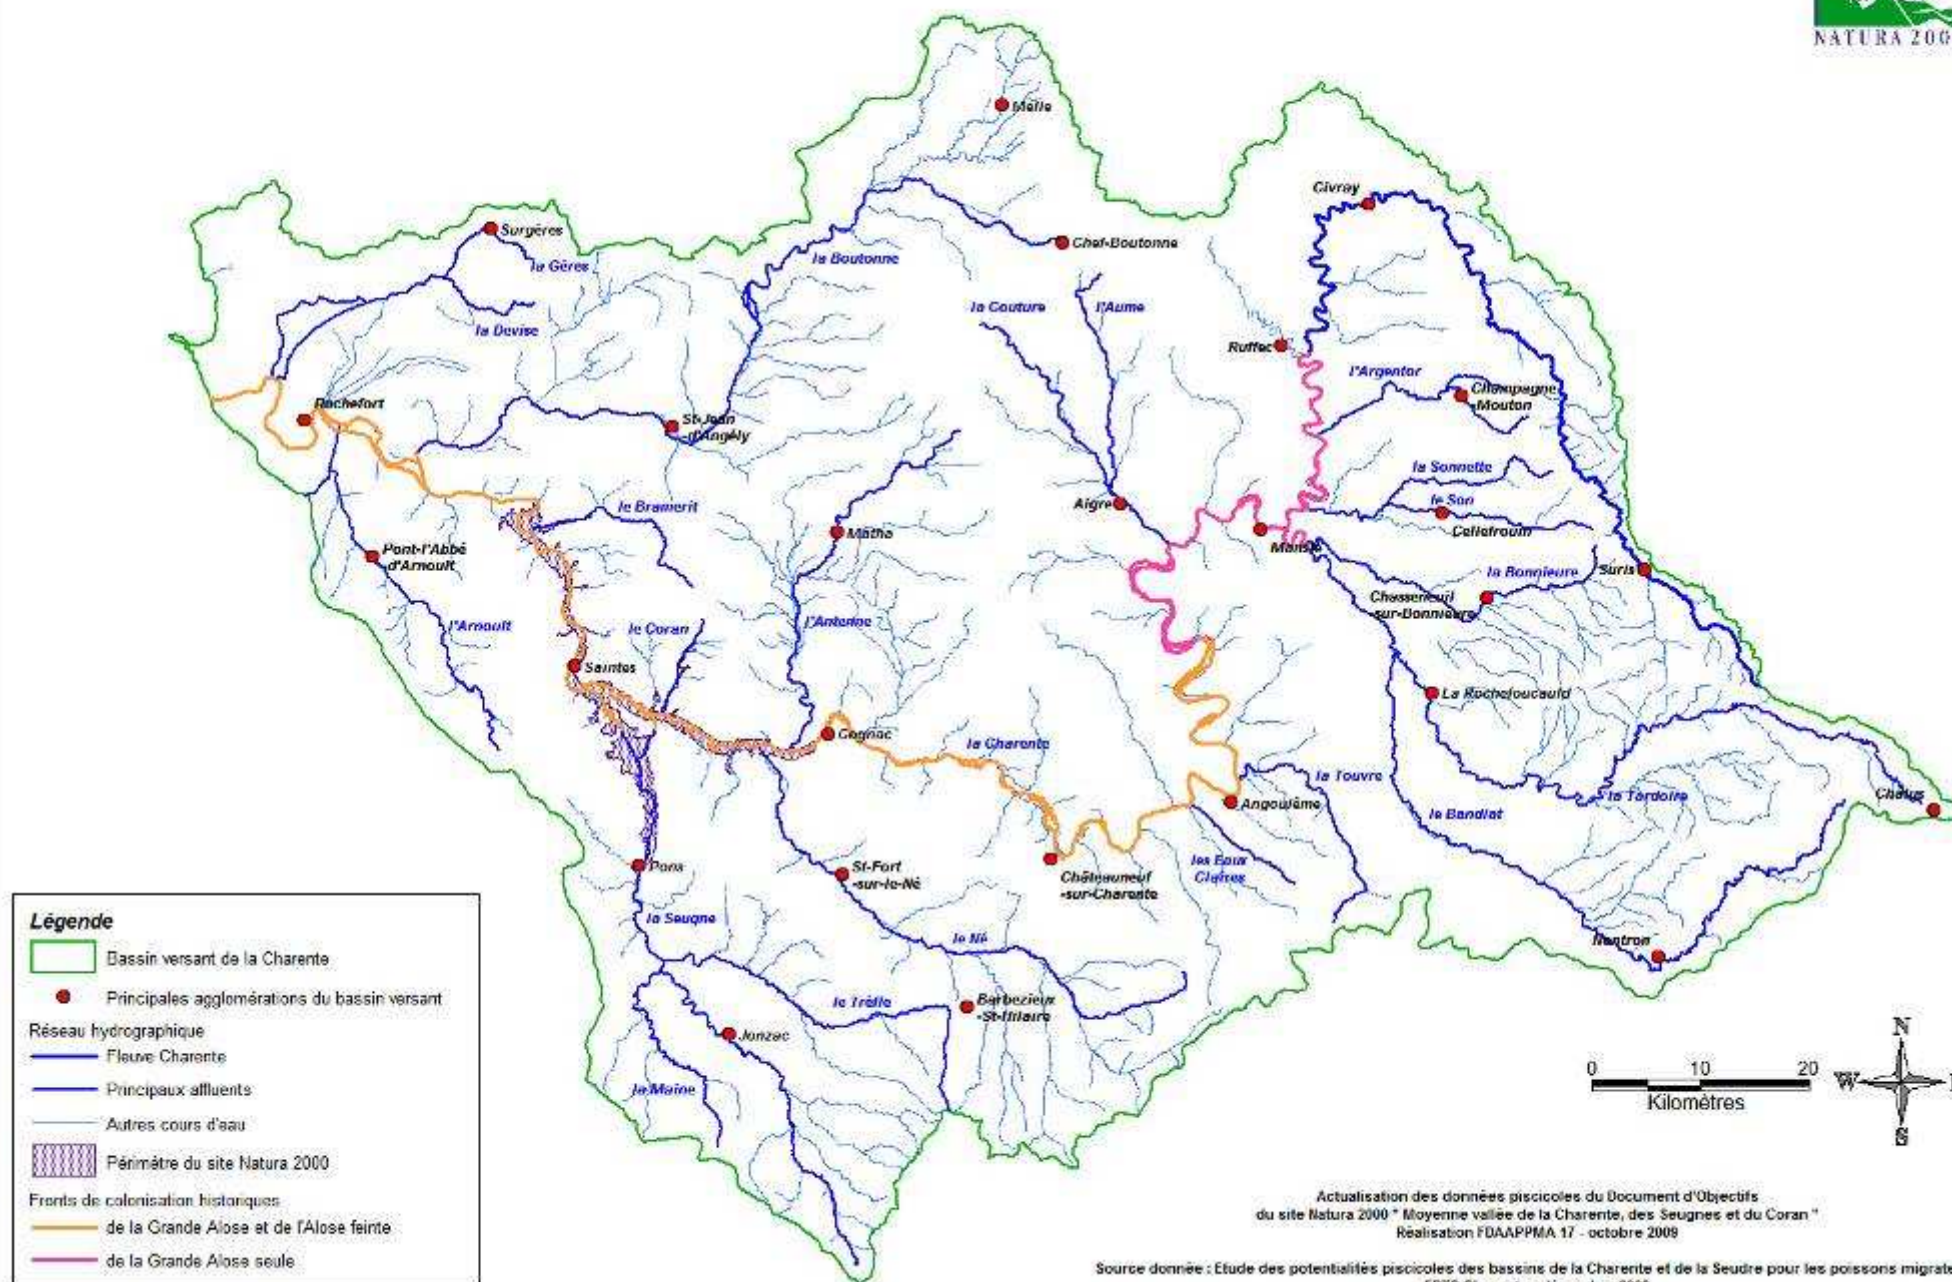 NATURA 200
Melle
Civray
Surgères
la Gères
Chef-Boutonne
la Boutonne
la Devise
la Couture
l'Aume
Ruffec
l'Argentor
Champagne
-Mouton
Rochefort
St-Jean
-d'Angély
la Sonnette
le Son
Cellefrouin
le Bramerit
Aigre
Matha
Mansle
Pont-l'Abbé
d'Arnoult
la Bonnieure
Suris
Chasseneuil
-sur-Bonnieure
l'Arnoult
le Coran
l'Antenne
Saintes
La Rochefoucauld
Cognac
la Charente
la Touvre
la Tardoire
Châlus
Angoulême
le Bandiat
Pons
St-Fort
-sur-le-Né
Châteauneuf
-sur-Charente
les Eaux
Claires
la Seugne
le Né
Nontron
le Trèfle
Barbezieux
-St-Hilaire
Jonzac
la Maine
Légende
Bassin versant de la Charente
Principales agglomérations du bassin versant
Réseau hydrographique
Fleuve Charente
Principaux affluents
Autres cours d'eau
Périmètre du site Natura 2000
Fronts de colonisation historiques
de la Grande Alose et de l'Alose feinte
de la Grande Alose seule
N
W
S
0 10 20
Kilomètres
Actualisation des données piscicoles du Document d'Objectifs
du site Natura 2000 " Moyenne vallée de la Charente, des Seugnes et du Coran "
Réalisation FDAAPPMA 17 - octobre 2009
Source donnée : Etude des potentialités piscicoles des bassins de la Charente et de la Seudre pour les poissons migrate